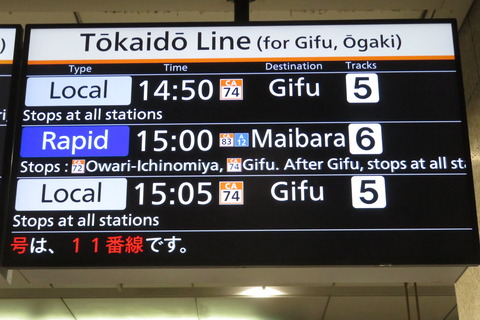 Tōkaidō Line (for Gifu, Ōgaki)
Type Time Destination Tracks
Local 14:50 CA 74 Gifu 5
Stops at all stations
Rapid 15:00 CA 83 A 12 Maibara 6
Stops : CA 72 Owari-Ichinomiya, CA 74 Gifu. After Gifu, stops at all st
Local 15:05 CA 74 Gifu 5
Stops at all stations
号は、11番線です。